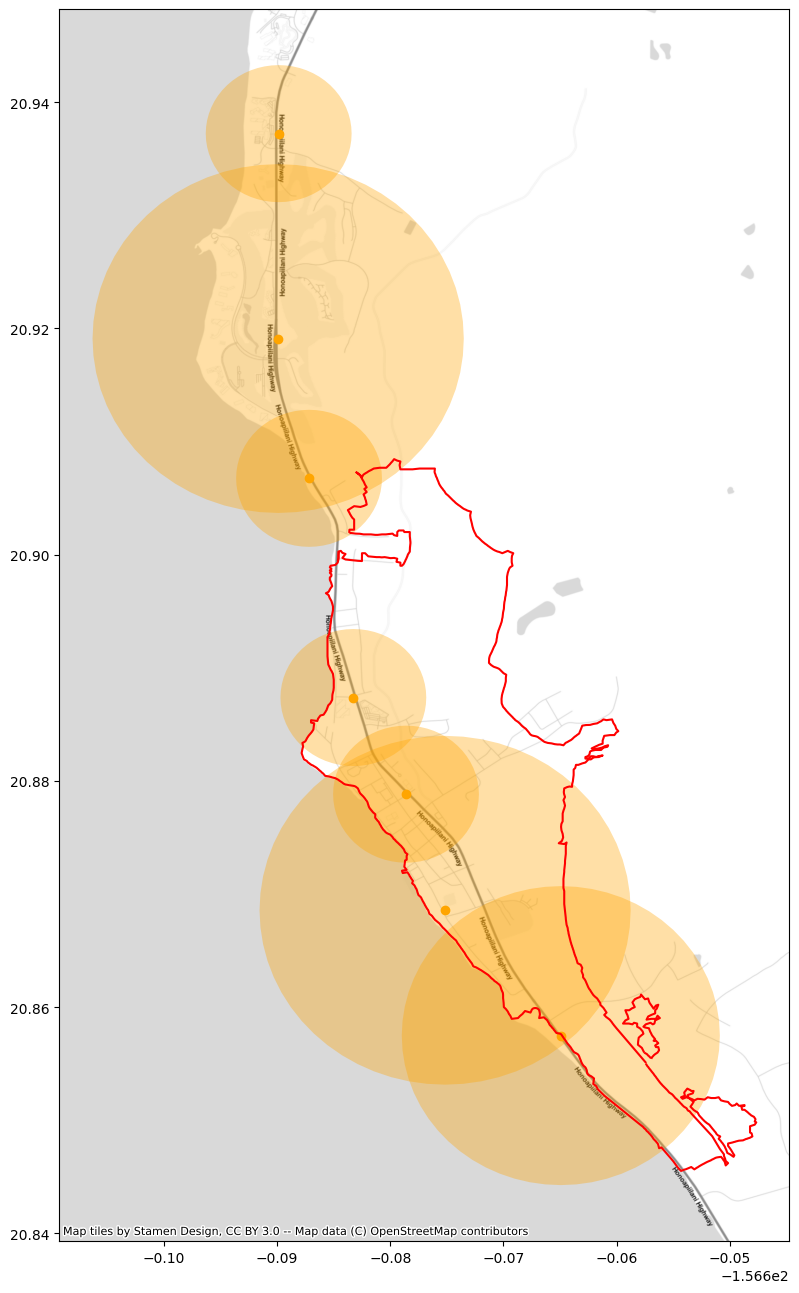 20.94
Honoapiilani Highway
Honoapiilani Highway
20.92
Honoapiilani Highway
Honoapiilani Highway
20.90
Honoapiilani Highway
20.88
Honoapiilani Highway
Honoapiilani Highway
20.86
Honoapiilani Highway
Honoapiilani Highway
Map tiles by Stamen Design, CC BY 3.0 -- Map data (C) OpenStreetMap contributors
20.84
−0.10 −0.09 −0.08 −0.07 −0.06 −0.05
−1.566e2